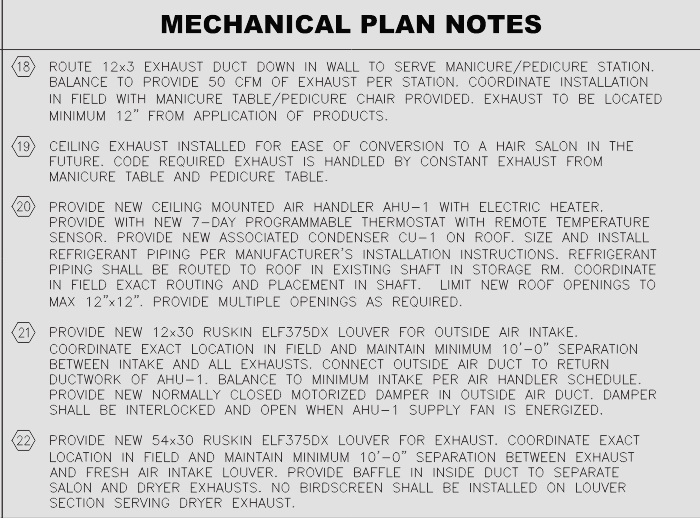 MECHANICAL PLAN NOTES
18 ROUTE 12x3 EXHAUST DUCT DOWN IN WALL TO SERVE MANICURE/PEDICURE STATION.
BALANCE TO PROVIDE 50 CFM OF EXHAUST PER STATION. COORDINATE INSTALLATION
IN FIELD WITH MANICURE TABLE/PEDICURE CHAIR PROVIDED. EXHAUST TO BE LOCATED
MINIMUM 12" FROM APPLICATION OF PRODUCTS.
19 CEILING EXHAUST INSTALLED FOR EASE OF CONVERSION TO A HAIR SALON IN THE
FUTURE. CODE REQUIRED EXHAUST IS HANDLED BY CONSTANT EXHAUST FROM
MANICURE TABLE AND PEDICURE TABLE.
20 PROVIDE NEW CEILING MOUNTED AIR HANDLER AHU-1 WITH ELECTRIC HEATER.
PROVIDE WITH NEW 7-DAY PROGRAMMABLE THERMOSTAT WITH REMOTE TEMPERATURE
SENSOR. PROVIDE NEW ASSOCIATED CONDENSER CU-1 ON ROOF. SIZE AND INSTALL
REFRIGERANT PIPING PER MANUFACTURER'S INSTALLATION INSTRUCTIONS. REFRIGERANT
PIPING SHALL BE ROUTED TO ROOF IN EXISTING SHAFT IN STORAGE RM. COORDINATE
IN FIELD EXACT ROUTING AND PLACEMENT IN SHAFT. LIMIT NEW ROOF OPENINGS TO
MAX 12"x12". PROVIDE MULTIPLE OPENINGS AS REQUIRED.
21 PROVIDE NEW 12x30 RUSKIN ELF375DX LOUVER FOR OUTSIDE AIR INTAKE.
COORDINATE EXACT LOCATION IN FIELD AND MAINTAIN MINIMUM 10'-0" SEPARATION
BETWEEN INTAKE AND ALL EXHAUSTS. CONNECT OUTSIDE AIR DUCT TO RETURN
DUCTWORK OF AHU-1. BALANCE TO MINIMUM INTAKE PER AIR HANDLER SCHEDULE.
PROVIDE NEW NORMALLY CLOSED MOTORIZED DAMPER IN OUTSIDE AIR DUCT. DAMPER
SHALL BE INTERLOCKED AND OPEN WHEN AHU-1 SUPPLY FAN IS ENERGIZED.
22 PROVIDE NEW 54x30 RUSKIN ELF375DX LOUVER FOR EXHAUST. COORDINATE EXACT
LOCATION IN FIELD AND MAINTAIN MINIMUM 10'-0" SEPARATION BETWEEN EXHAUST
AND FRESH AIR INTAKE LOUVER. PROVIDE BAFFLE IN INSIDE DUCT TO SEPARATE
SALON AND DRYER EXHAUSTS. NO BIRDSCREEN SHALL BE INSTALLED ON LOUVER
SECTION SERVING DRYER EXHAUST.